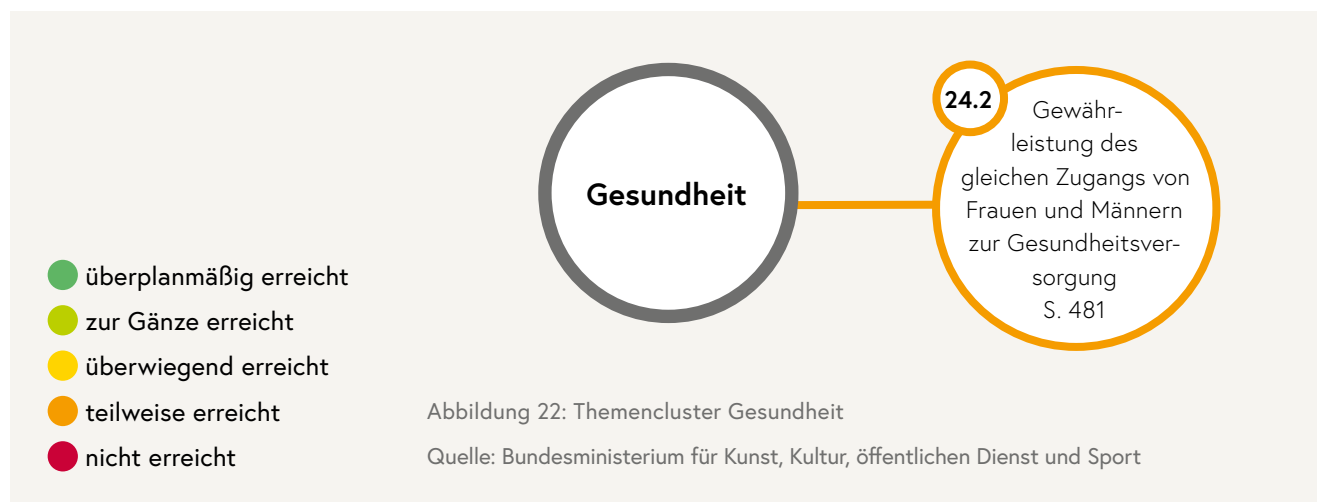 Gesundheit
24.2
Gewähr-
leistung des
gleichen Zugangs von
Frauen und Männern
zur Gesundheitsver-
sorgung
S. 481
überplanmäßig erreicht
zur Gänze erreicht
überwiegend erreicht
teilweise erreicht
nicht erreicht
Abbildung 22: Themencluster Gesundheit
Quelle: Bundesministerium für Kunst, Kultur, öffentlichen Dienst und Sport